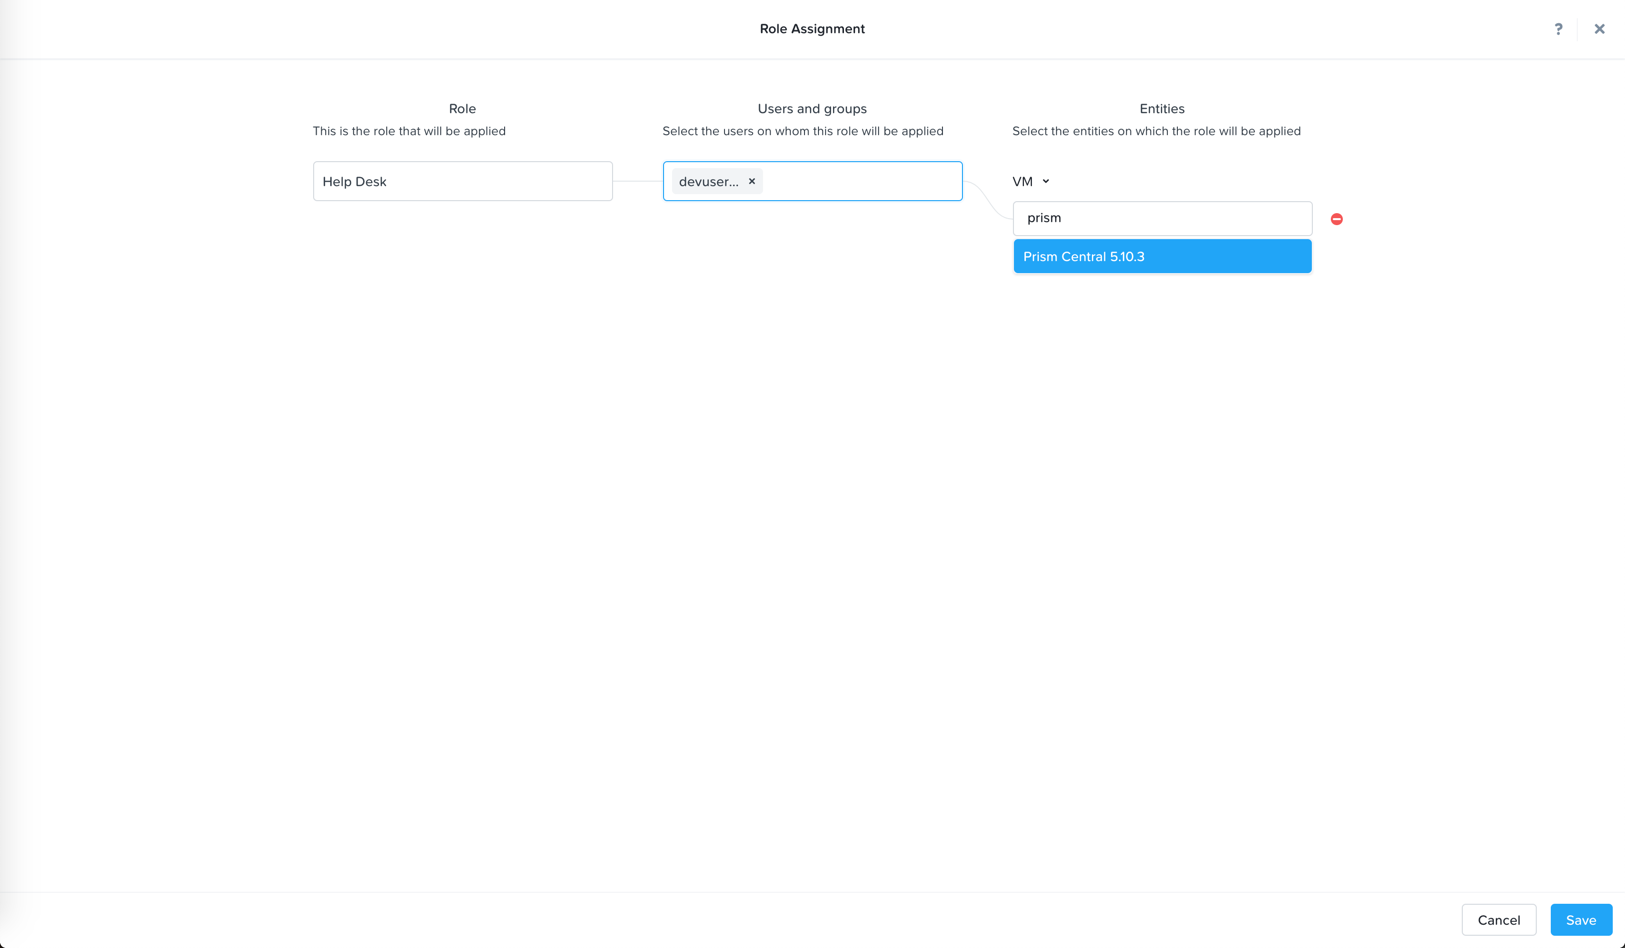 Role Assignment
?
Role
This is the role that will be applied
Help Desk
Users and groups
Select the users on whom this role will be applied
devuser... ×
Entities
Select the entities on which the role will be applied
VM
prism
Prism Central 5.10.3
Cancel
Save